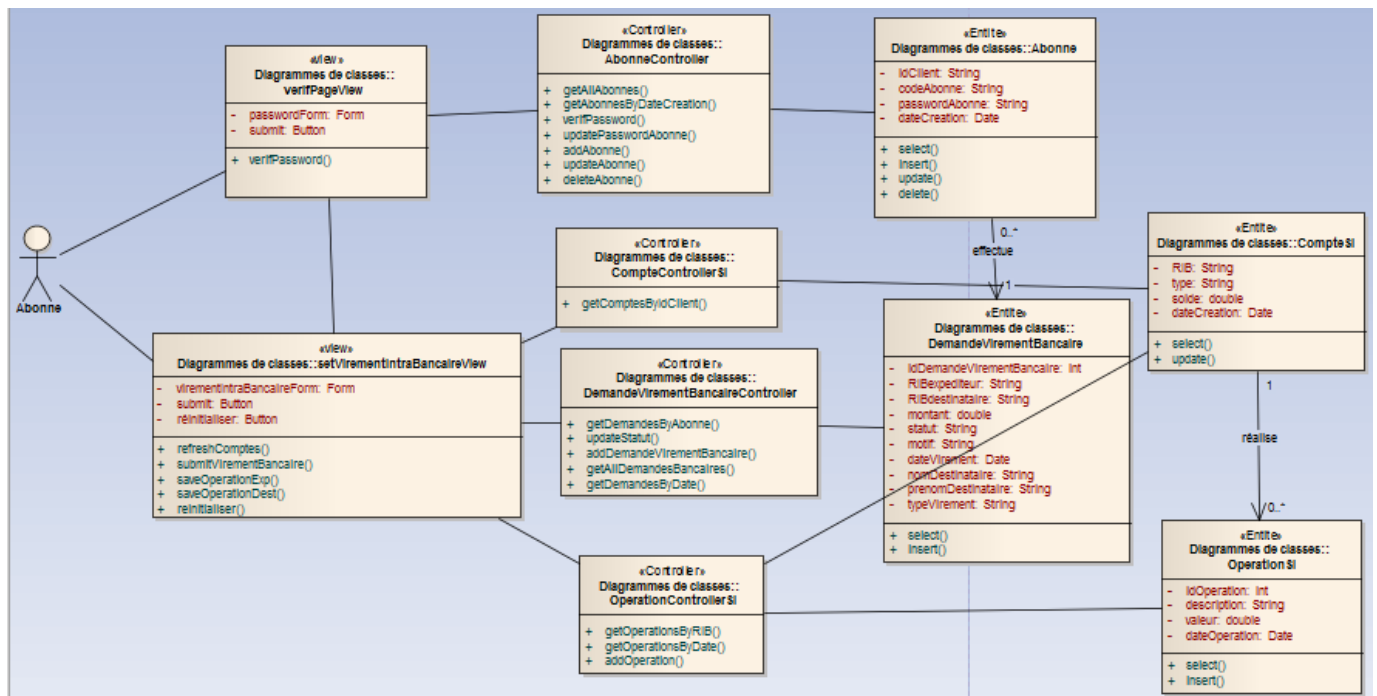 «view»
Diagrammes de classes::
verifPageView
- passwordForm: Form
- submit: Button
+ verifPassword()
«Controller»
Diagrammes de classes::
AbonneController
+ getAllAbonnes()
+ getAbonnesByDateCreation()
+ verifPassword()
+ updatePasswordAbonne()
+ addAbonne()
+ updateAbonne()
+ deleteAbonne()
«Entite»
Diagrammes de classes::Abonne
- idClient: String
- codeAbonne: String
- passwordAbonne: String
- dateCreation: Date
+ select()
+ insert()
+ update()
+ delete()
Abonne
«Controller»
Diagrammes de classes::
CompteControllerSI
+ getComptesByIdClient()
0..*
effectue
1
«Entite»
Diagrammes de classes::CompteSI
- RIB: String
- type: String
- solde: double
- dateCreation: Date
+ select()
+ update()
«view»
Diagrammes de classes::setVirementIntraBancaireView
- virementIntraBancaireForm: Form
- submit: Button
- réinitialiser: Button
+ refreshComptes()
+ submitVirementBancaire()
+ saveOperationExp()
+ saveOperationDest()
+ reinitialiser()
«Controller»
Diagrammes de classes::
DemandeVirementBancaireController
+ getDemandesByAbonne()
+ updateStatut()
+ addDemandeVirementBancaire()
+ getAllDemandesBancaires()
+ getDemandesByDate()
«Entite»
Diagrammes de classes::
DemandeVirementBancaire
- idDemandeVirementBancaire: int
- RIBexpediteur: String
- RIBdestinataire: String
- montant: double
- statut: String
- motif: String
- dateVirement: Date
- nomDestinataire: String
- prenomDestinataire: String
- typeVirement: String
+ select()
+ insert()
1
réalise
0..*
«Controller»
Diagrammes de classes::
OperationControllerSI
+ getOperationsByRIB()
+ getOperationsByDate()
+ addOperation()
«Entite»
Diagrammes de classes::
OperationSI
- idOperation: int
- description: String
- valeur: double
- dateOperation: Date
+ select()
+ insert()